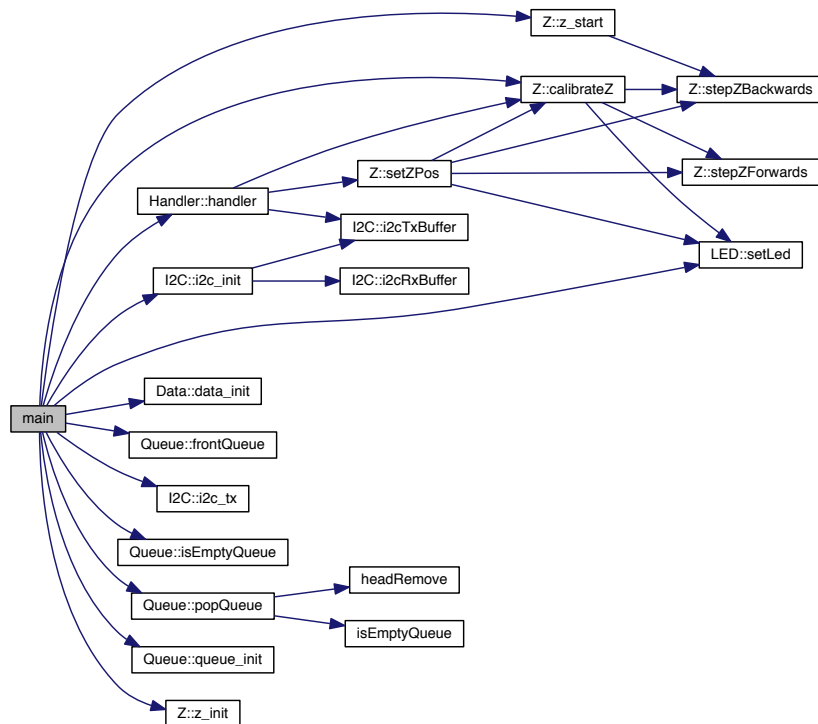 Z::z_start
Z::calibrateZ
Z::stepZBackwards
Z::setZPos
Z::stepZForwards
Handler::handler
I2C::i2cTxBuffer
LED::setLed
I2C::i2c_init
I2C::i2cRxBuffer
Data::data_init
main
Queue::frontQueue
I2C::i2c_tx
Queue::isEmptyQueue
headRemove
Queue::popQueue
isEmptyQueue
Queue::queue_init
Z::z_init